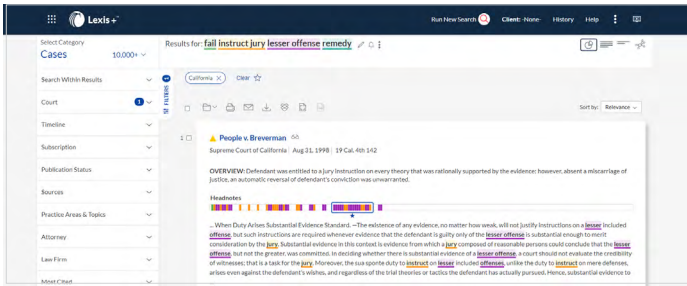 Lexis+
Run New Search
Client: -None-
History
Help
Select Category
Cases
10,000+
Results for: fail instruct jury lesser offense remedy
Search Within Results
Court
1
Timeline
Subscription
Publication Status
Sources
Practice Areas & Topics
Attorney
Law Firm
Most Cited
FILTERS
1
California X
Clear
Sort by: Relevance
1
People v. Breverman
Supreme Court of California | Aug 31, 1998 | 19 Cal. 4th 142
OVERVIEW: Defendant was entitled to a jury instruction on every theory that was rationally supported by the evidence; however, absent a miscarriage of
justice, an automatic reversal of defendant's conviction was unwarranted.
Headnotes
... When Duty Arises Substantial Evidence Standard. —The existence of any evidence, no matter how weak, will not justify instructions on a lesser included
offense, but such instructions are required whenever evidence that the defendant is guilty only of the lesser offense is substantial enough to merit
consideration by the jury. Substantial evidence in this context is evidence from which a jury composed of reasonable persons could conclude that the lesser
offense, but not the greater, was committed. In deciding whether there is substantial evidence of a lesser offense, a court should not evaluate the credibility
of witnesses; that is a task for the jury. Moreover, the sua sponte duty to instruct on lesser included offenses, unlike the duty to instruct on mere defenses,
arises even against the defendant's wishes, and regardless of the trial theories or tactics the defendant has actually pursued. Hence, substantial evidence to